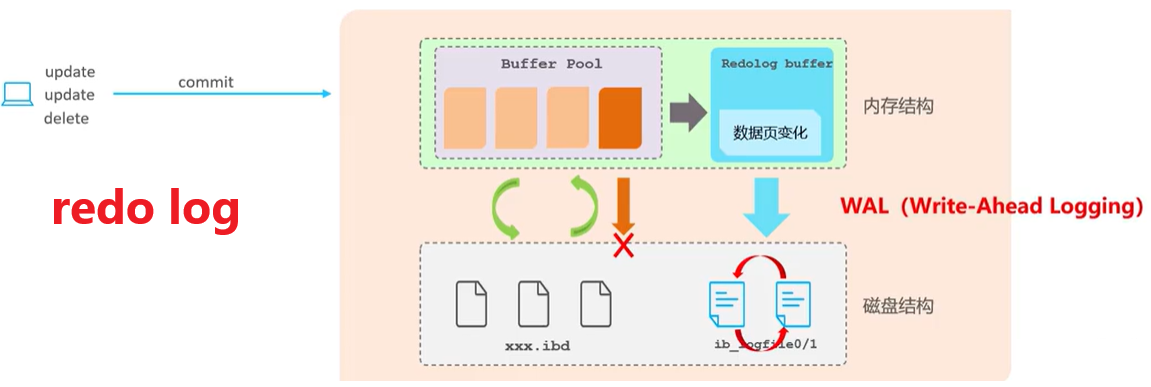 update
update
delete
commit
redo log
Buffer Pool
Redolog buffer
数据页变化
内存结构
WAL（Write-Ahead Logging）
xxx.ibd
ib_logfile0/1
磁盘结构